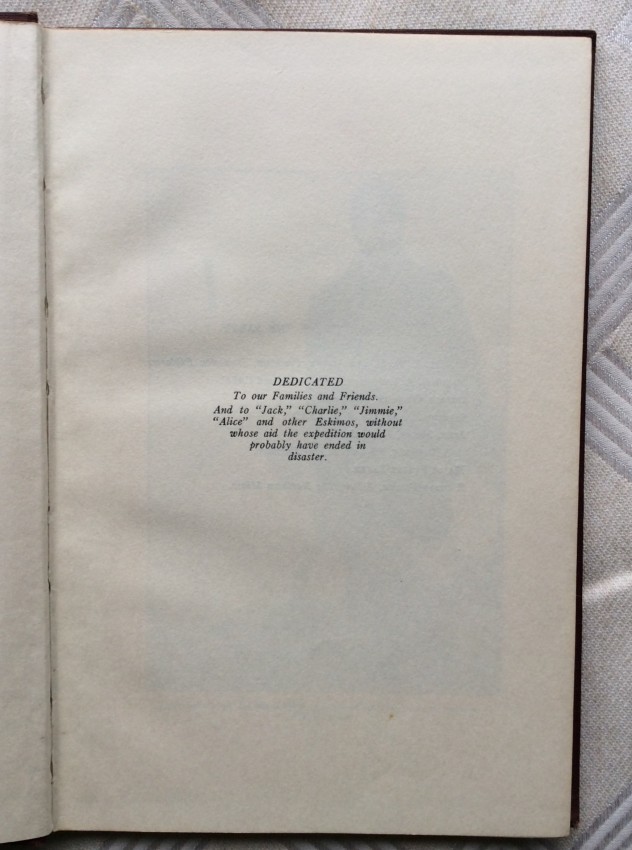 DEDICATED
To our Families and Friends.
And to “Jack,” “Charlie,” “Jimmie,”
“Alice” and other Eskimos, without
whose aid the expedition would
probably have ended in
disaster.